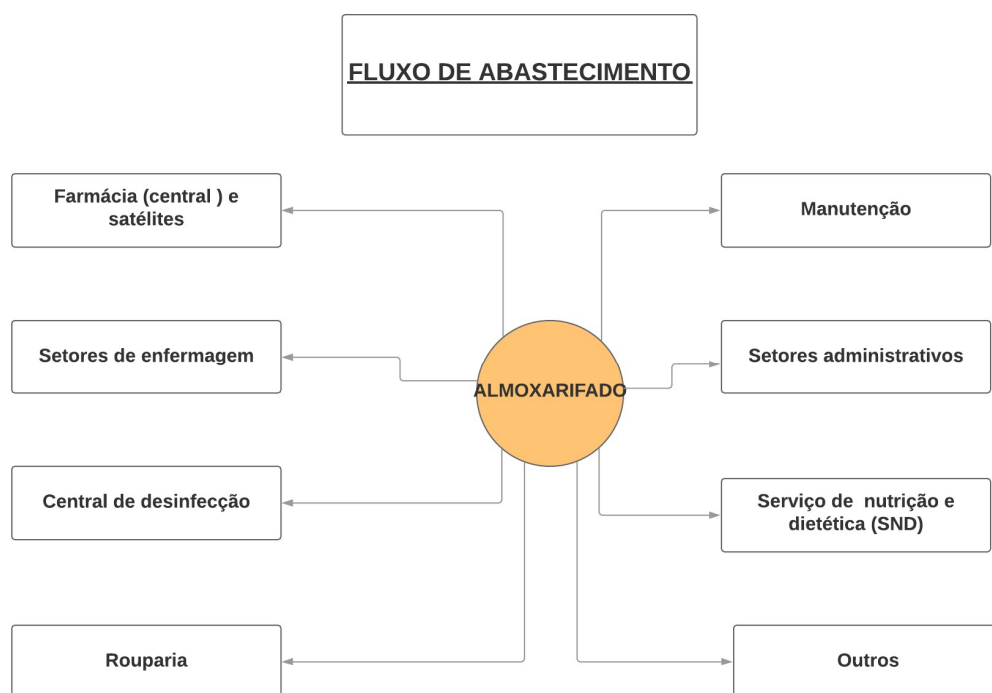 FLUXO DE ABASTECIMENTO
Farmácia (central ) e
satélites
Manutenção
Setores de enfermagem
Setores administrativos
ALMOXARIFADO
Central de desinfecção
Serviço de  nutrição e
dietética (SND)
Rouparia
Outros